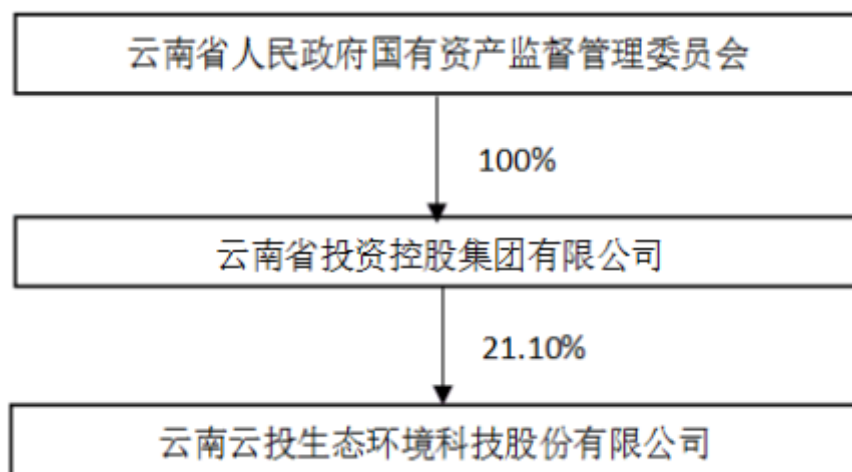 云南省人民政府国有资产监督管理委员会
100%
云南省投资控股集团有限公司
21.10%
云南云投生态环境科技股份有限公司